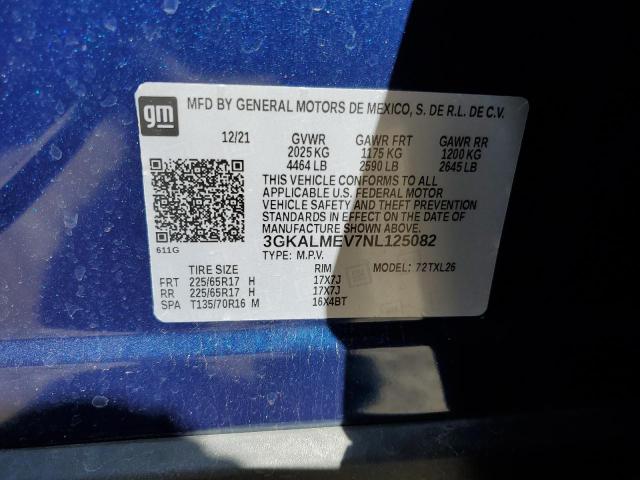 gm
MFD BY GENERAL MOTORS DE MEXICO, S. DE R.L. DE C.V.
12/21 GVWR GAWR FRT GAWR RR
2025 KG 1175 KG 1200 KG
4464 LB 2590 LB 2645 LB
THIS VEHICLE CONFORMS TO ALL
APPLICABLE U.S. FEDERAL MOTOR
VEHICLE SAFETY AND THEFT PREVENTION
STANDARDS IN EFFECT ON THE DATE OF
MANUFACTURE SHOWN ABOVE.
3GKALMEV7NL125082
611G TYPE: M.P.V. MODEL: 72TXL26
TIRE SIZE RIM
FRT 225/65R17 H 17X7J
RR 225/65R17 H 17X7J
SPA T135/70R16 M 16X4BT